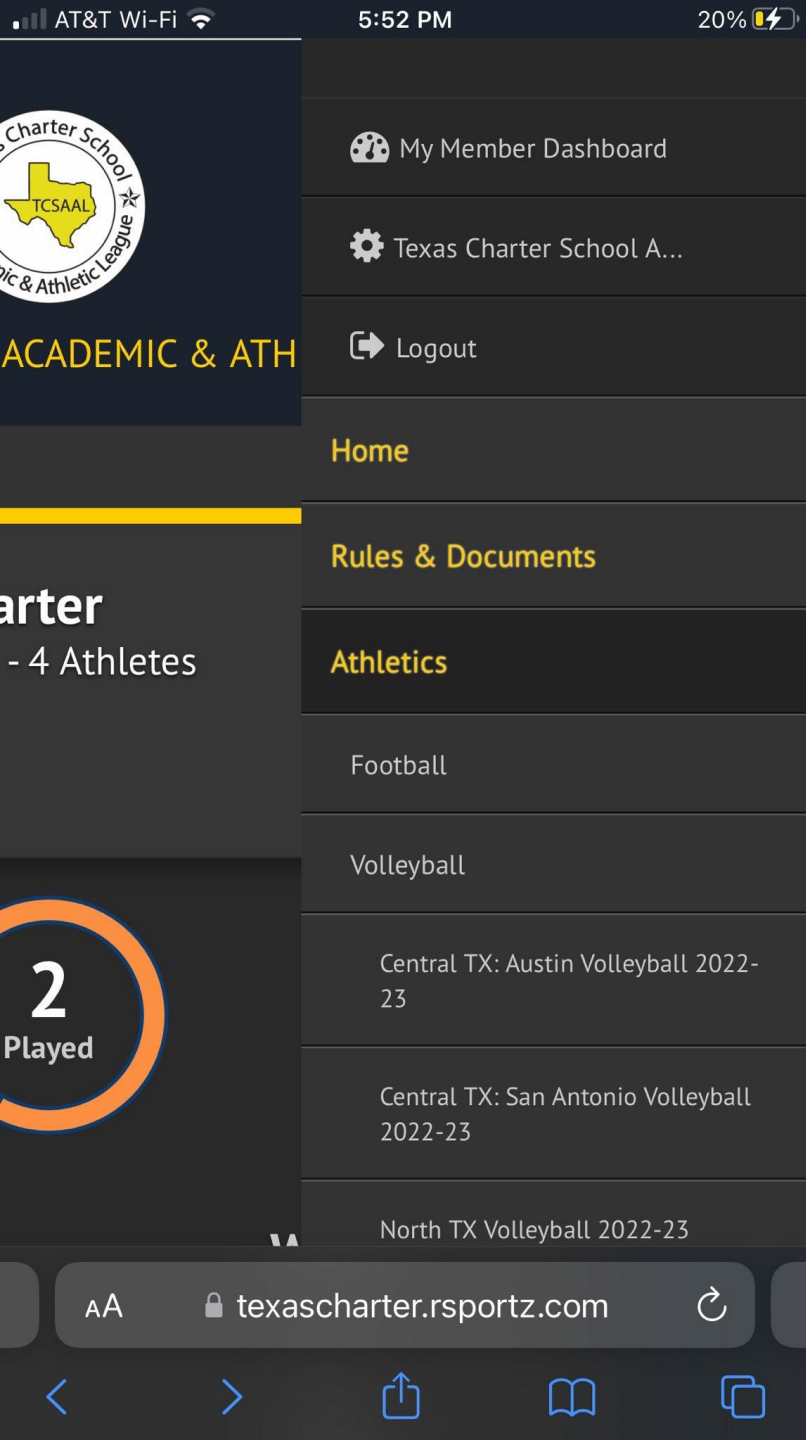 AT&T Wi-Fi 5:52 PM 20%
Charter School
TCSAAL
& Athletic League
ACADEMIC & ATH
- 4 Athletes
2
Played
My Member Dashboard
Texas Charter School A...
Logout
Home
Rules & Documents
Athletics
Football
Volleyball
Central TX: Austin Volleyball 2022-
23
Central TX: San Antonio Volleyball
2022-23
North TX Volleyball 2022-23
AA texascharter.rsportz.com